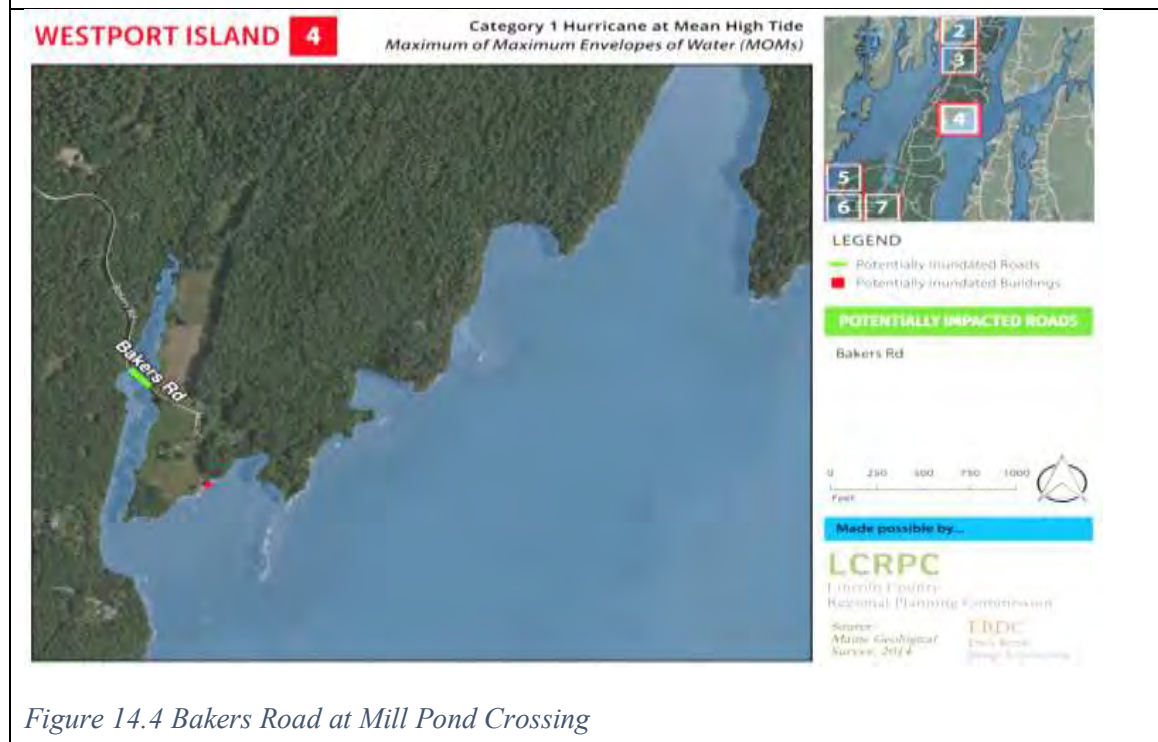 WESTPORT ISLAND 4
Category 1 Hurricane at Mean High Tide
Maximum of Maximum Envelopes of Water (MOMs)
2
3
4
5
6 7
LEGEND
Potentially Inundated Roads
Potentially Inundated Buildings
POTENTIALLY IMPACTED ROADS
Bakers Rd
Bakers Rd
Bakers Rd
0 250 500 750 1000
Feet
Made possible by...
LCRPC
Lincoln County
Regional Planning Commission
Source:
Maine Geological
Survey, 2014
Figure 14.4 Bakers Road at Mill Pond Crossing